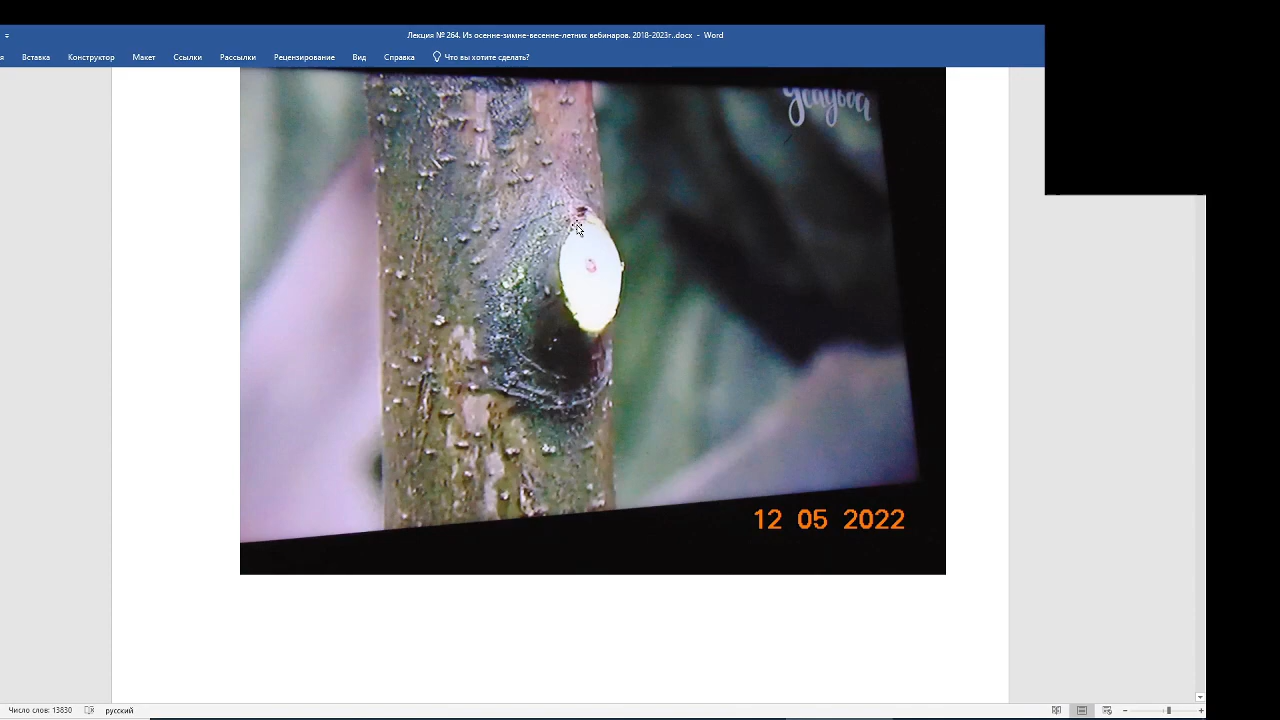 Лекция № 264. Из осенне-зимне-весенне-летних вебинаров. 2018-2023г..docx - Word
Вставка Конструктор Макет Ссылки Рассылки Рецензирование Вид Справка Что вы хотите сделать?
Усадьба
12 05 2022
Число слов: 13830 русский